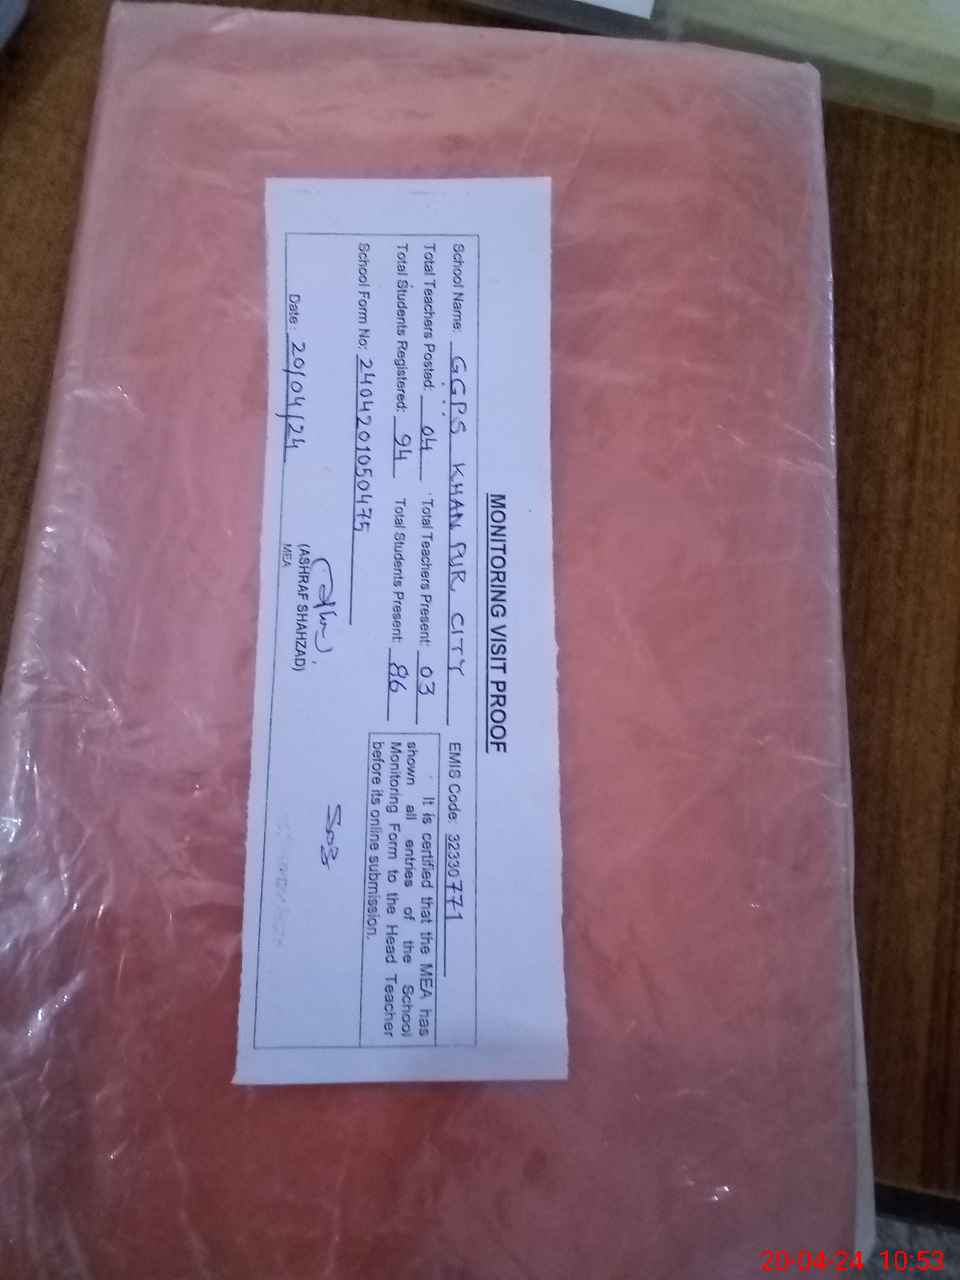 MONITORING VISIT PROOF
School Name: GGPS KHAN PUR CITY EMIS Code: 32330771
Total Teachers Posted: 04 Total Teachers Present: 03
Total Students Registered: 94 Total Students Present: 86
School Form No: 2404201050475
It is certified that the MEA has
shown all entries of the School
Monitoring Form to the Head Teacher
before its online submission.
Date: 20/04/24
(ASHRAF SHAHZAD)
MEA
20-04-24 10:53